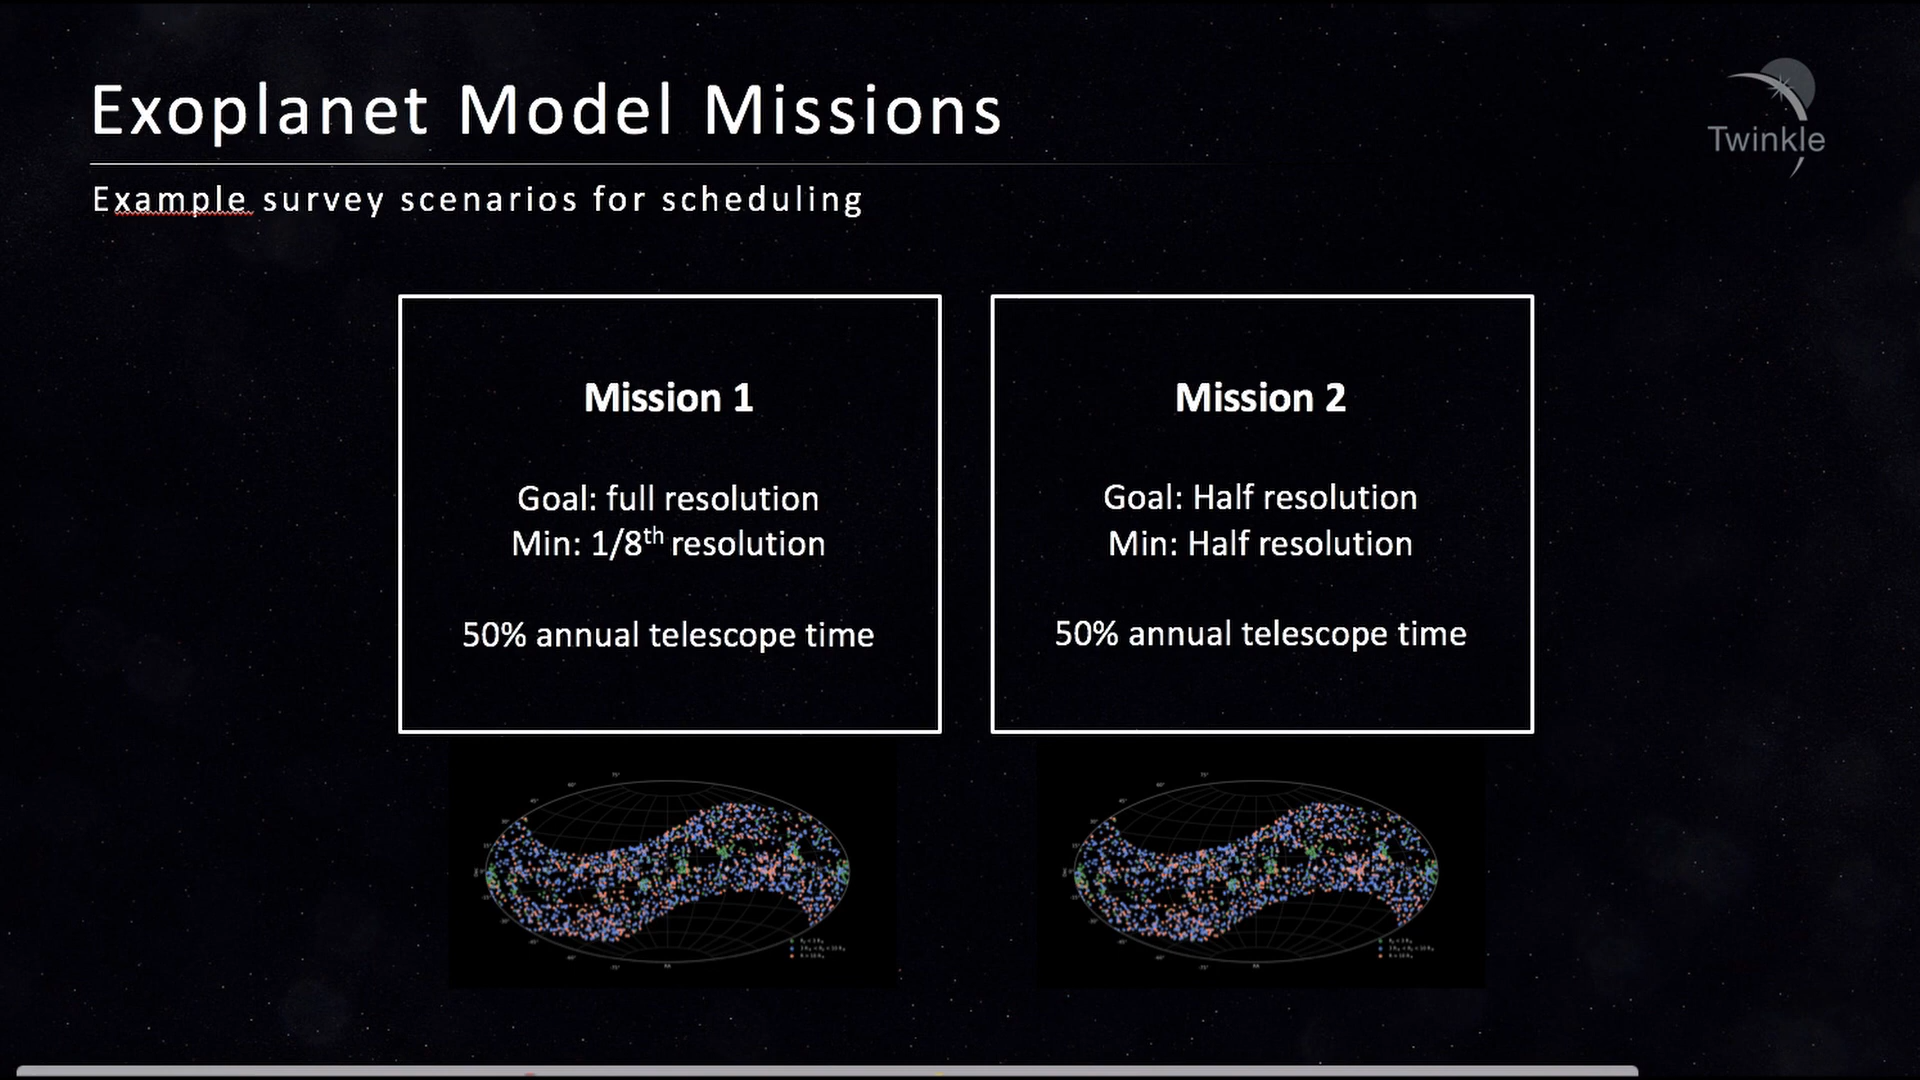 Exoplanet Model Missions
Twinkle
Example survey scenarios for scheduling
Mission 1
Goal: full resolution
Min: 1/8th resolution
50% annual telescope time
Mission 2
Goal: Half resolution
Min: Half resolution
50% annual telescope time